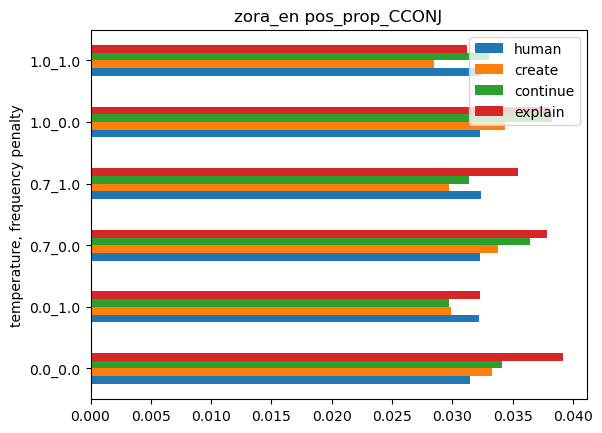 zora_en pos_prop_CCONJ
temperature, frequency penalty
1.0_1.0
1.0_0.0
0.7_1.0
0.7_0.0
0.0_1.0
0.0_0.0
human
create
continue
explain
0.000 0.005 0.010 0.015 0.020 0.025 0.030 0.035 0.040